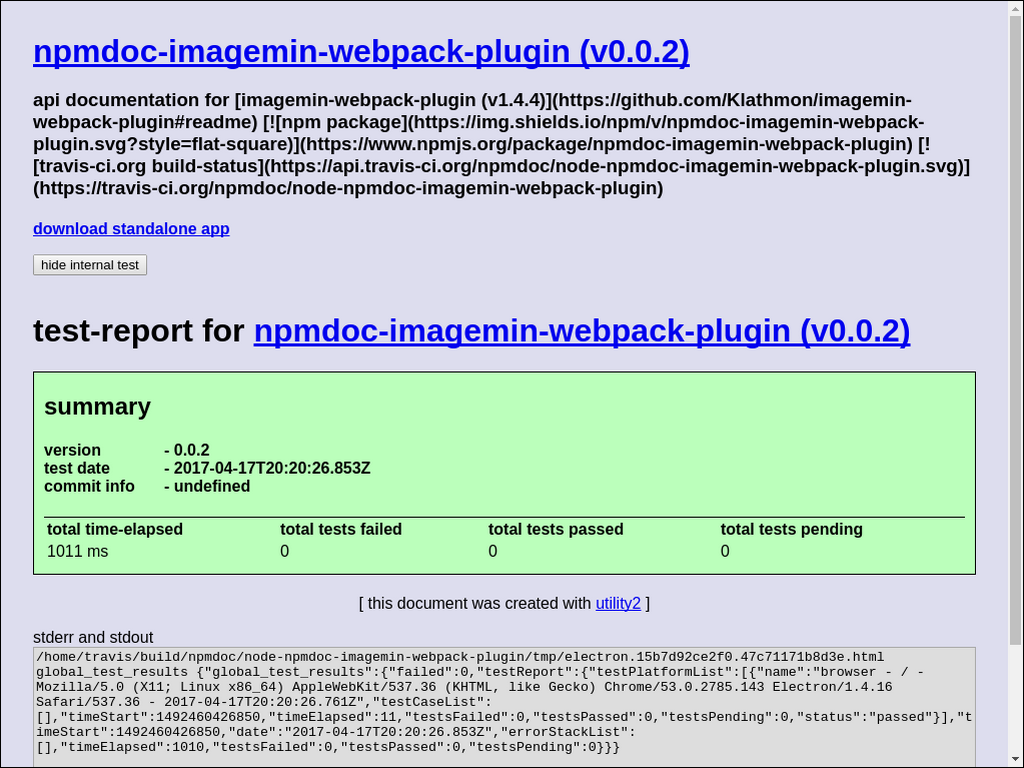 npmdoc-imagemin-webpack-plugin (v0.0.2)
api documentation for [imagemin-webpack-plugin (v1.4.4)](https://github.com/Klathmon/imagemin-
webpack-plugin#readme) [![npm package](https://img.shields.io/npm/v/npmdoc-imagemin-webpack-
plugin.svg?style=flat-square)](https://www.npmjs.org/package/npmdoc-imagemin-webpack-plugin) [!
[travis-ci.org build-status](https://api.travis-ci.org/npmdoc/node-npmdoc-imagemin-webpack-plugin.svg)]
(https://travis-ci.org/npmdoc/node-npmdoc-imagemin-webpack-plugin)
download standalone app
hide internal test
test-report for npmdoc-imagemin-webpack-plugin (v0.0.2)
summary
version - 0.0.2
test date - 2017-04-17T20:20:26.853Z
commit info - undefined
total time-elapsed total tests failed total tests passed total tests pending
1011 ms 0 0 0
[ this document was created with utility2 ]
stderr and stdout
/home/travis/build/npmdoc/node-npmdoc-imagemin-webpack-plugin/tmp/electron.15b7d92ce2f0.47c71171b8d3e.html
global_test_results {"global_test_results":{"failed":0,"testReport":{"testPlatformList":[{"name":"browser - / -
Mozilla/5.0 (X11; Linux x86_64) AppleWebKit/537.36 (KHTML, like Gecko) Chrome/53.0.2785.143 Electron/1.4.16
Safari/537.36 - 2017-04-17T20:20:26.761Z","testCaseList":
[],"timeStart":1492460426850,"timeElapsed":11,"testsFailed":0,"testsPassed":0,"testsPending":0,"status":"passed"}],"t
imeStart":1492460426850,"date":"2017-04-17T20:20:26.853Z","errorStackList":
[],"timeElapsed":1010,"testsFailed":0,"testsPassed":0,"testsPending":0}}}